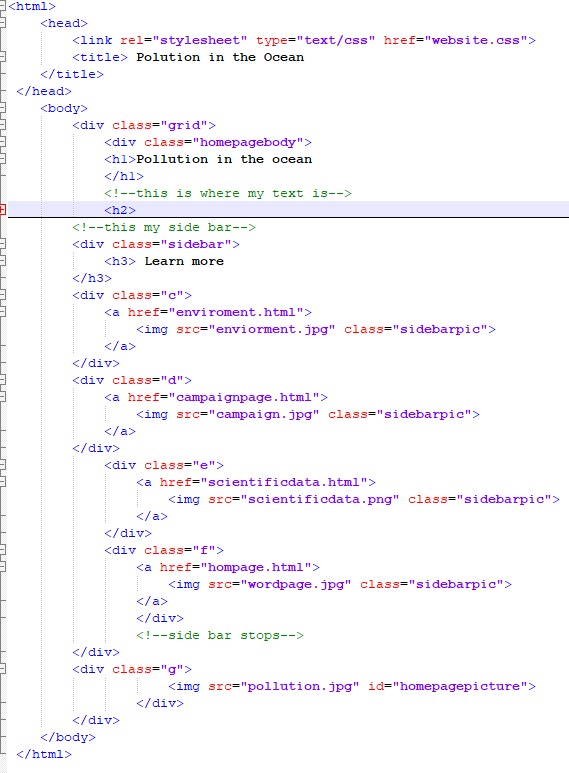 <html>
<head>
<link rel="stylesheet" type="text/css" href="website.css">
<title> Polution in the Ocean
</title>
</head>
<body>
<div class="grid">
<div class="homepagebody">
<h1>Pollution in the ocean
</h1>
<!--this is where my text is-->
<h2>
<!--this my side bar-->
<div class="sidebar">
<h3> Learn more
</h3>
<div class="c">
<a href="enviroment.html">
<img src="enviorment.jpg" class="sidebarpic">
</a>
</div>
<div class="d">
<a href="campaignpage.html">
<img src="campaign.jpg" class="sidebarpic">
</a>
</div>
<div class="e">
<a href="scientificdata.html">
<img src="scientificdata.png" class="sidebarpic">
</a>
</div>
<div class="f">
<a href="hompage.html">
<img src="wordpage.jpg" class="sidebarpic">
</a>
</div>
<!--side bar stops-->
</div>
<div class="g">
<img src="pollution.jpg" id="homepagepicture">
</div>
</div>
</body>
</html>